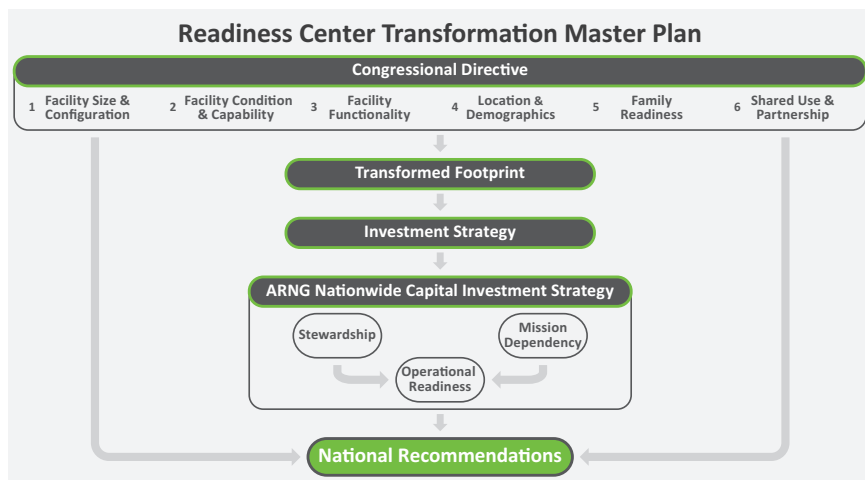 Readiness Center Transformation Master Plan
Congressional Directive
1 Facility Size &
Configuration
2 Facility Condition
& Capability
3 Facility
Functionality
4 Location &
Demographics
5 Family
Readiness
6 Shared Use &
Partnership
Transformed Footprint
Investment Strategy
ARNG Nationwide Capital Investment Strategy
Stewardship
Mission
Dependency
Operational
Readiness
National Recommendations